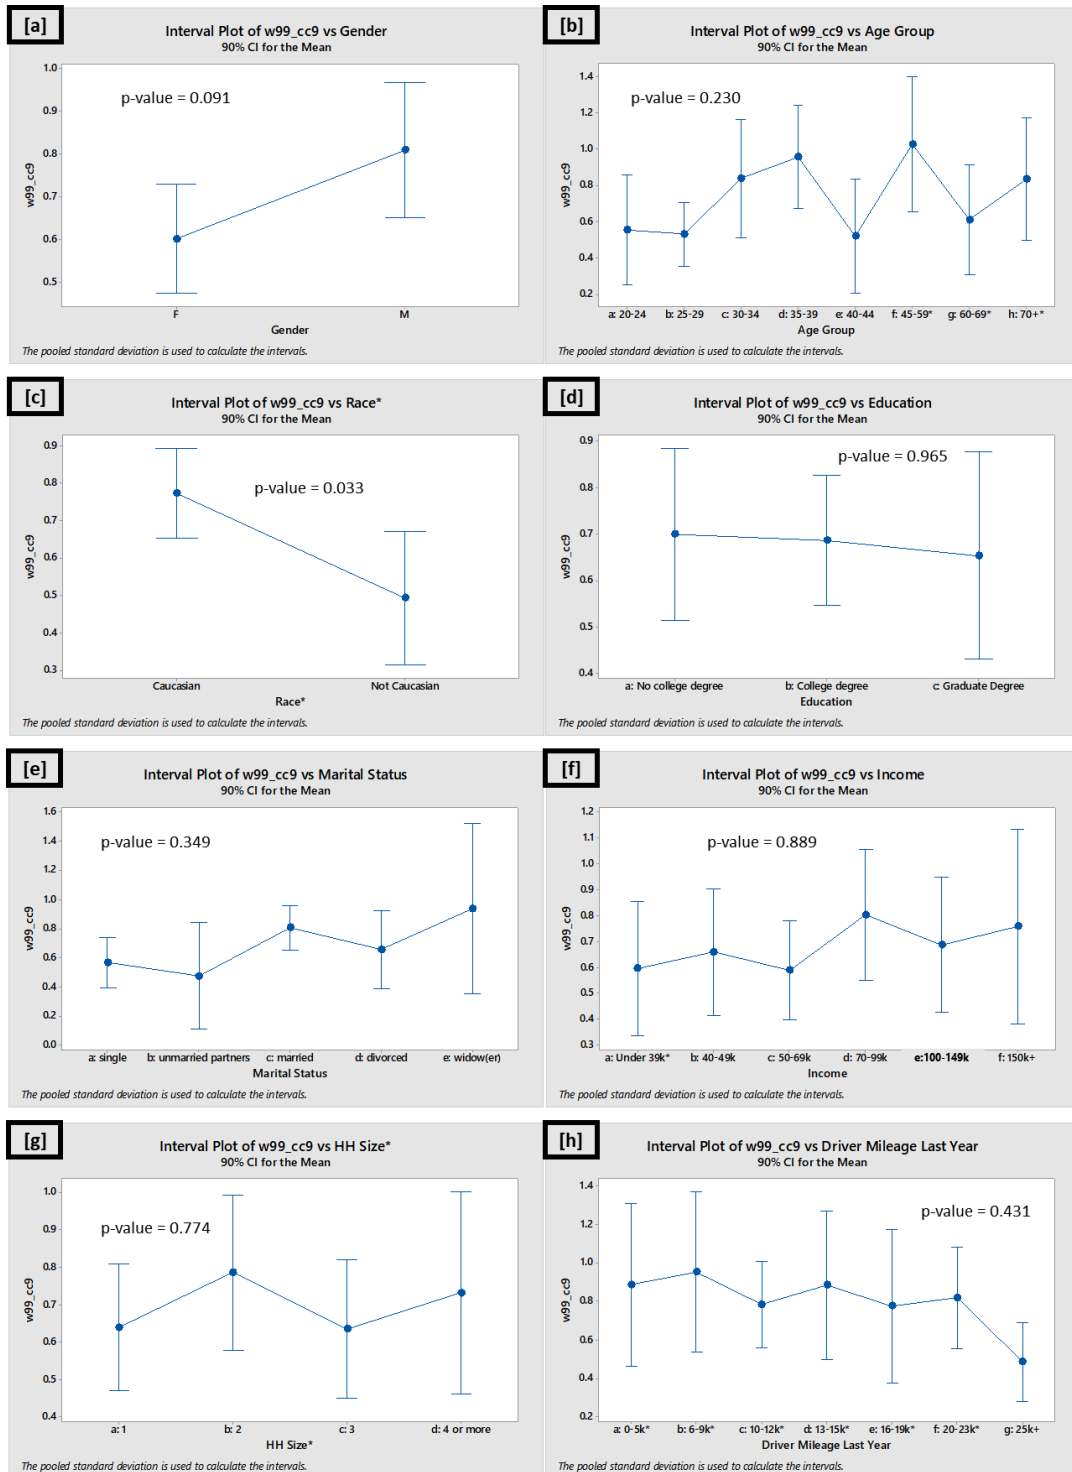 [a]
Interval Plot of w99_cc9 vs Gender
90% CI for the Mean
p-value = 0.091
1.0
0.9
0.8
0.7
0.6
0.5
w99_cc9
F M
Gender
The pooled standard deviation is used to calculate the intervals.
[b]
Interval Plot of w99_cc9 vs Age Group
90% CI for the Mean
p-value = 0.230
1.4
1.2
1.0
0.8
0.6
0.4
0.2
w99_cc9
a: 20-24 b: 25-29 c: 30-34 d: 35-39 e: 40-44 f: 45-59* g: 60-69* h: 70+*
Age Group
The pooled standard deviation is used to calculate the intervals.
[c]
Interval Plot of w99_cc9 vs Race*
90% CI for the Mean
p-value = 0.033
0.9
0.8
0.7
0.6
0.5
0.4
0.3
w99_cc9
Caucasian Not Caucasian
Race*
The pooled standard deviation is used to calculate the intervals.
[d]
Interval Plot of w99_cc9 vs Education
90% CI for the Mean
p-value = 0.965
0.9
0.8
0.7
0.6
0.5
0.4
w99_cc9
a: No college degree b: College degree c: Graduate Degree
Education
The pooled standard deviation is used to calculate the intervals.
[e]
Interval Plot of w99_cc9 vs Marital Status
90% CI for the Mean
p-value = 0.349
1.6
1.4
1.2
1.0
0.8
0.6
0.4
0.2
0.0
w99_cc9
a: single b: unmarried partners c: married d: divorced e: widow(er)
Marital Status
The pooled standard deviation is used to calculate the intervals.
[f]
Interval Plot of w99_cc9 vs Income
90% CI for the Mean
p-value = 0.889
1.2
1.1
1.0
0.9
0.8
0.7
0.6
0.5
0.4
0.3
w99_cc9
a: Under 39k* b: 40-49k c: 50-69k d: 70-99k e:100-149k f: 150k+
Income
The pooled standard deviation is used to calculate the intervals.
[g]
Interval Plot of w99_cc9 vs HH Size*
90% CI for the Mean
p-value = 0.774
1.0
0.9
0.8
0.7
0.6
0.5
0.4
w99_cc9
a: 1 b: 2 c: 3 d: 4 or more
HH Size*
The pooled standard deviation is used to calculate the intervals.
[h]
Interval Plot of w99_cc9 vs Driver Mileage Last Year
90% CI for the Mean
p-value = 0.431
1.4
1.2
1.0
0.8
0.6
0.4
0.2
w99_cc9
a: 0-5k* b: 6-9k* c: 10-12k* d: 13-15k* e: 16-19k* f: 20-23k* g: 25k+
Driver Mileage Last Year
The pooled standard deviation is used to calculate the intervals.